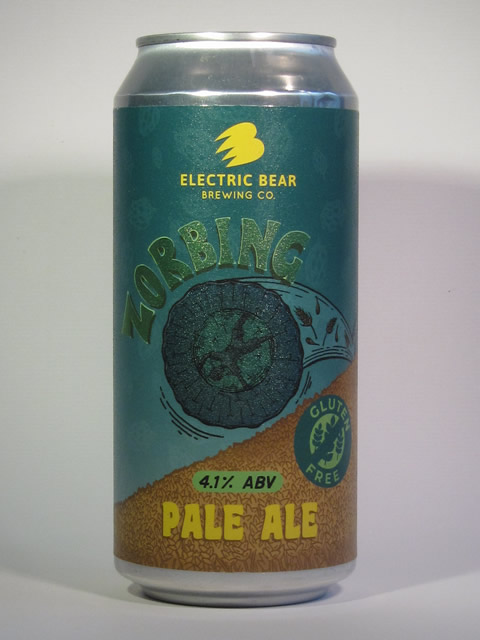 ELECTRIC BEAR
BREWING CO.
ZORBING
GLUTEN
FREE
4.1% ABV
PALE ALE